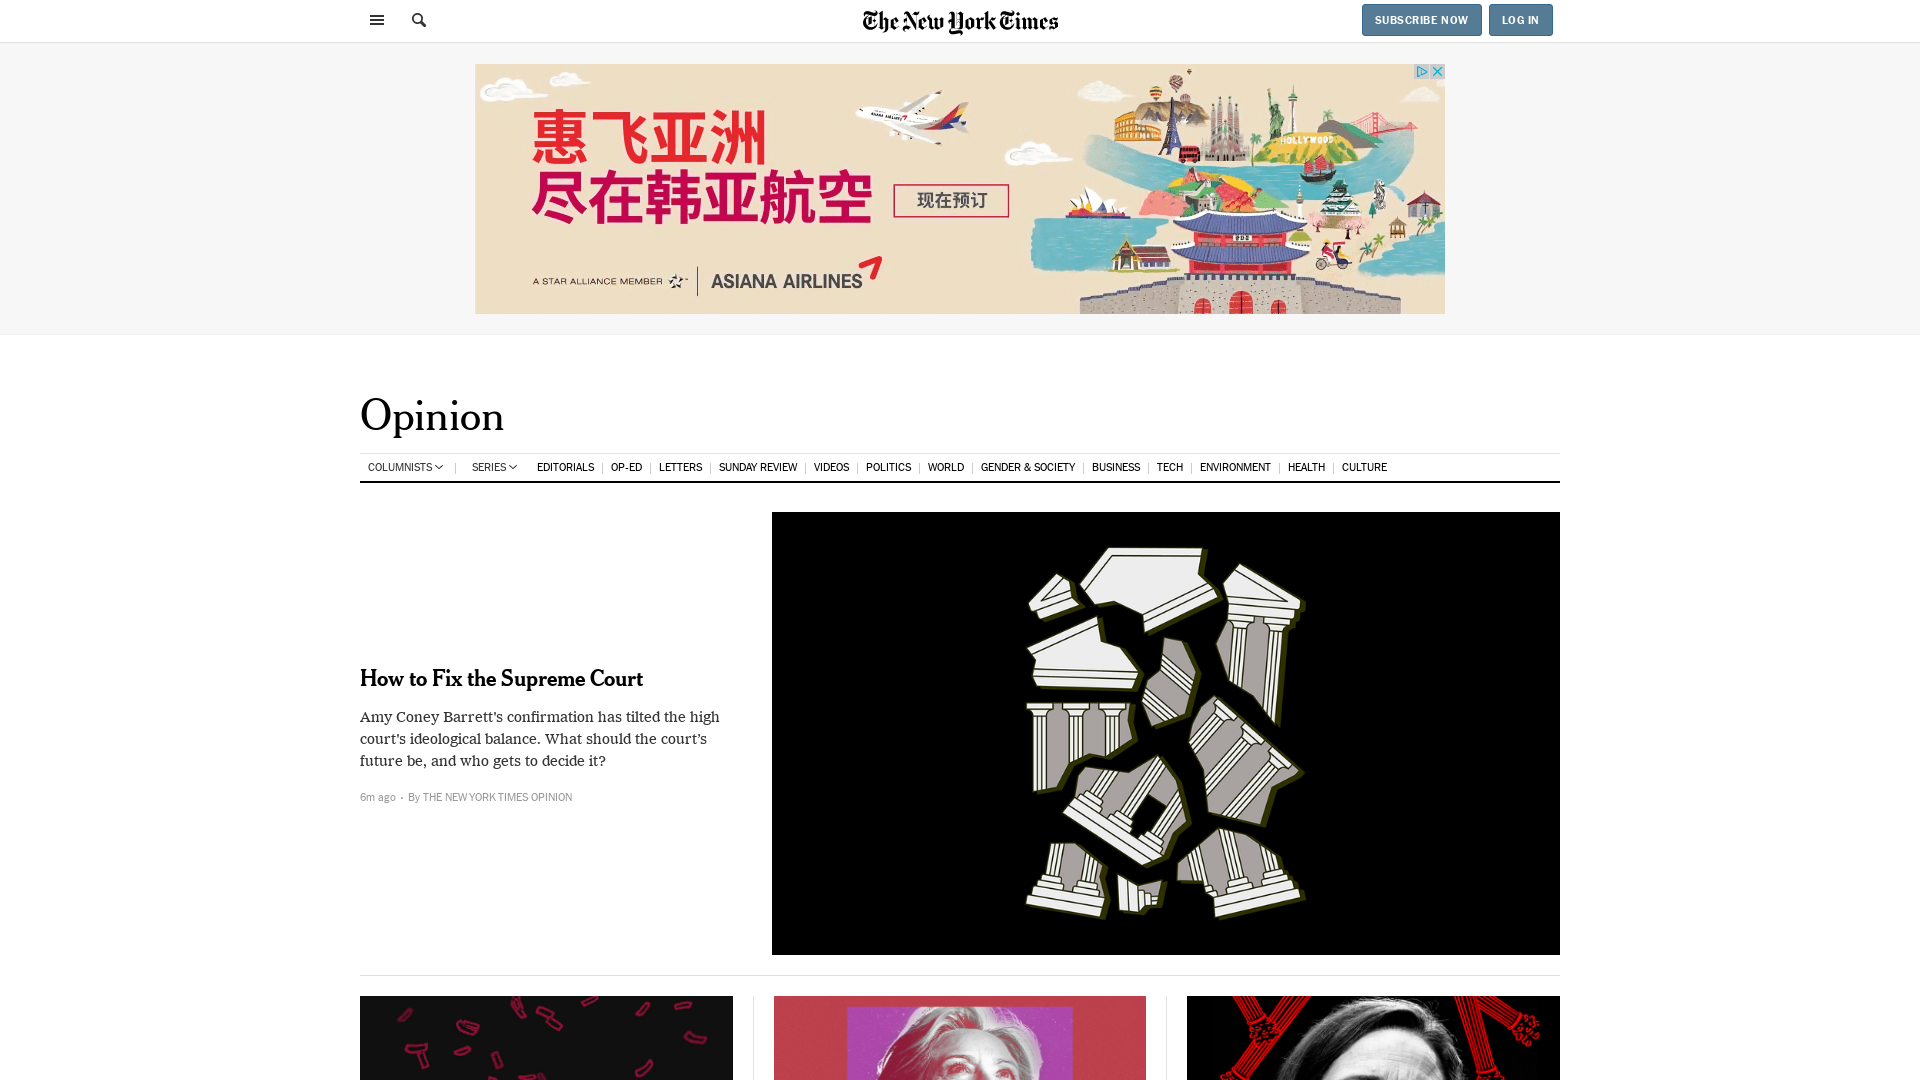 The New York Times
SUBSCRIBE NOW
LOG IN
惠飞亚洲
尽在韩亚航空
现在预订
A STAR ALLIANCE MEMBER
ASIANA AIRLINES
ASIANA AIRLINES
HOLLYWOOD
Opinion
COLUMNISTS
SERIES
EDITORIALS
OP-ED
LETTERS
SUNDAY REVIEW
VIDEOS
POLITICS
WORLD
GENDER & SOCIETY
BUSINESS
TECH
ENVIRONMENT
HEALTH
CULTURE
How to Fix the Supreme Court
Amy Coney Barrett's confirmation has tilted the high
court's ideological balance. What should the court’s
future be, and who gets to decide it?
6m ago · By THE NEW YORK TIMES OPINION